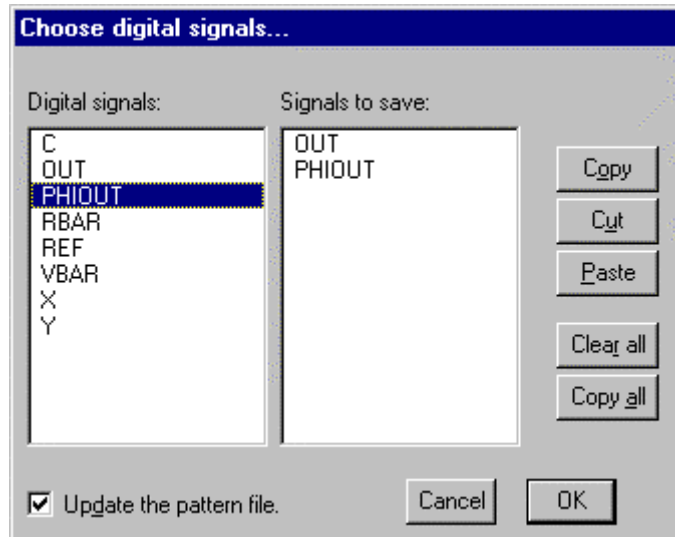 Choose digital signals...
Digital signals:
C
OUT
PHIOUT
RBAR
REF
VBAR
X
Y
Signals to save:
OUT
PHIOUT
Copy
Cut
Paste
Clear all
Copy all
Update the pattern file.
Cancel
OK